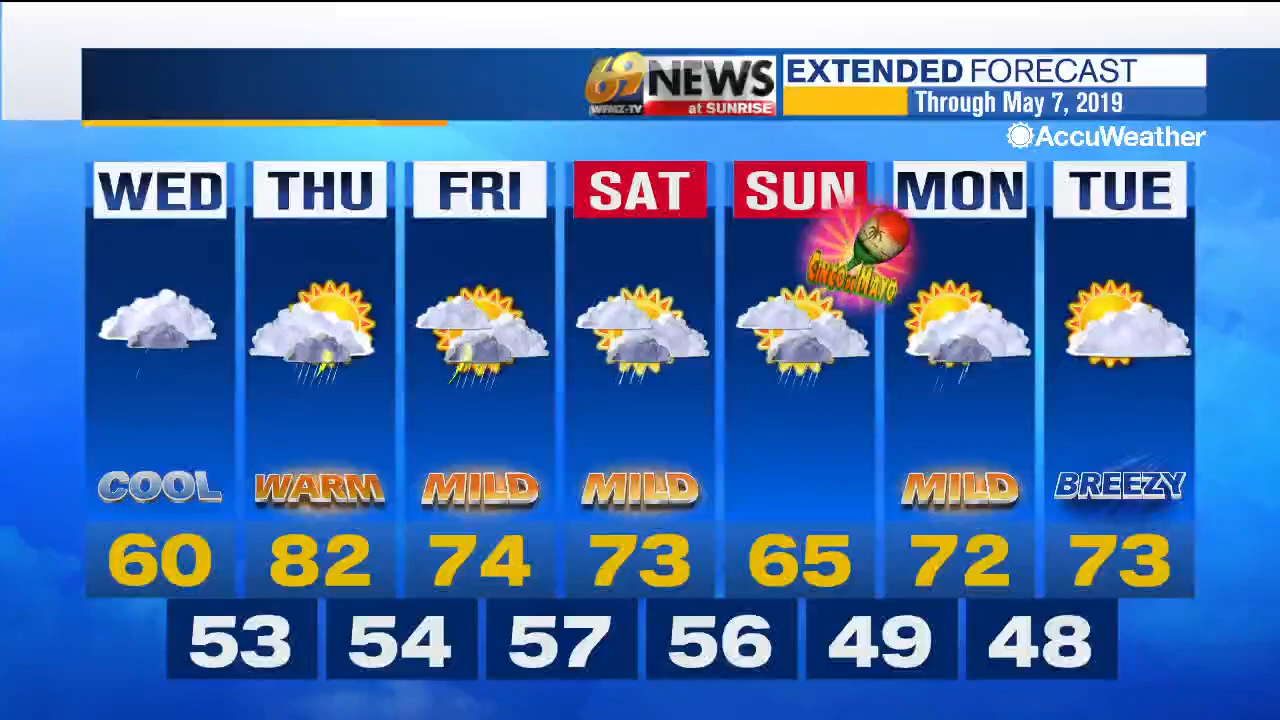 69 NEWS
WFMZ-TV at SUNRISE
EXTENDED FORECAST
Through May 7, 2019
AccuWeather
WED THU FRI SAT SUN MON TUE
CINCO DE MAYO
COOL WARM MILD MILD MILD BREEZY
60 82 74 73 65 72 73
53 54 57 56 49 48